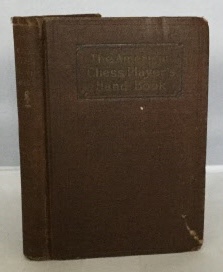 The American
Chess Player's
Hand Book